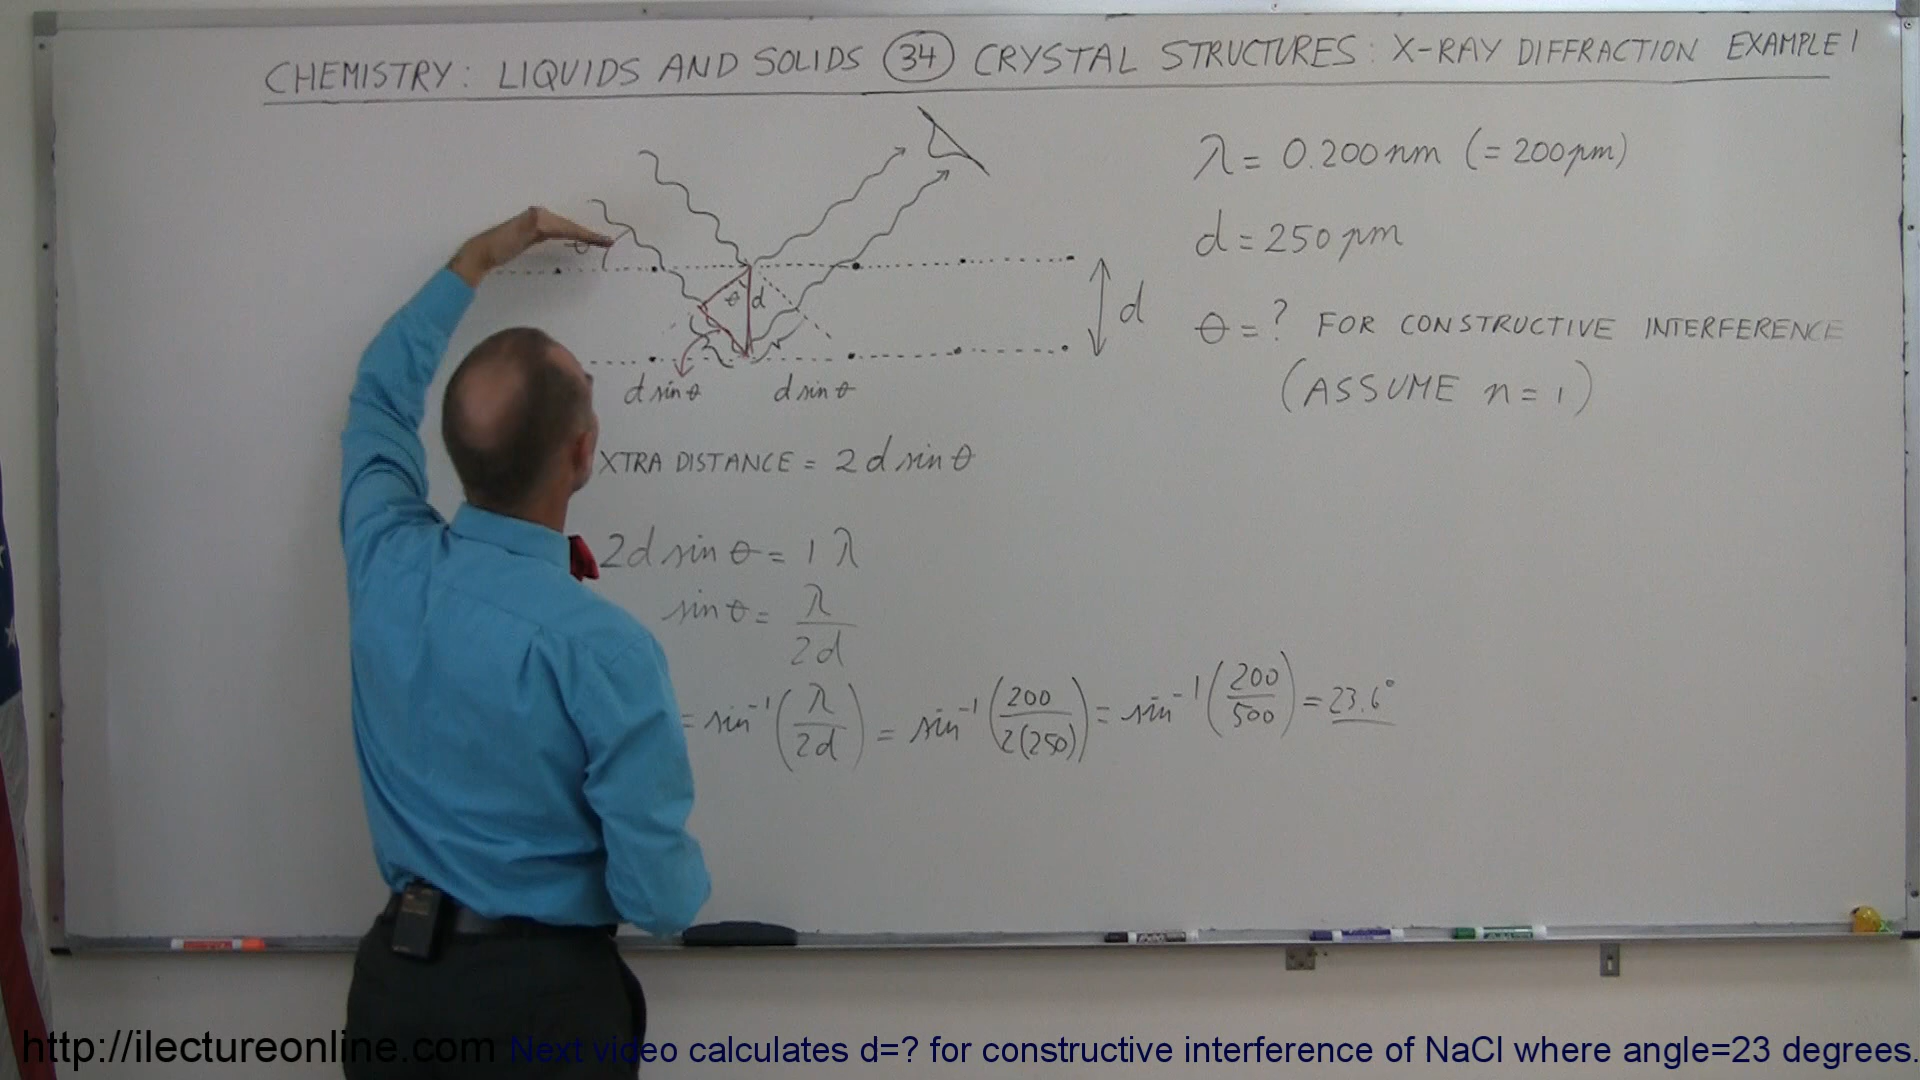 CHEMISTRY: LIQUIDS AND SOLIDS 34 CRYSTAL STRUCTURES: X-RAY DIFFRACTION EXAMPLE 1
λ = 0.200 nm (= 200 pm)
d = 250 pm
θ = ? FOR CONSTRUCTIVE INTERFERENCE
(ASSUME n = 1)
θ
θ d
d
d sin θ d sin θ
XTRA DISTANCE = 2 d sin θ
2d sin θ = 1 λ
sin θ = λ / 2d
= sin⁻¹ (λ / 2d) = sin⁻¹ (200 / 2(250)) = sin⁻¹ (200 / 500) = 23.6°
http://ilectureonline.com Next video calculates d=? for constructive interference of NaCl where angle=23 degrees.